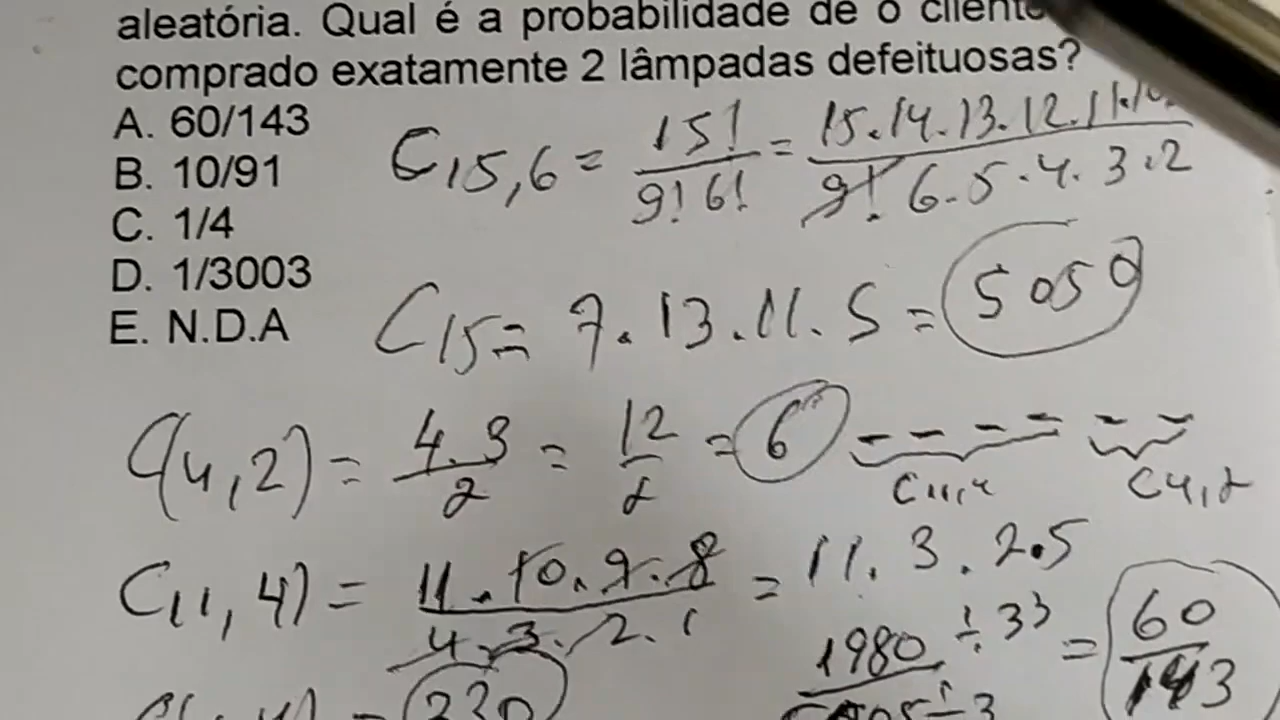 aleatória. Qual é a probabilidade de o cliente
comprado exatamente 2 lâmpadas defeituosas?
A. 60/143
B. 10/91
C. 1/4
D. 1/3003
E. N.D.A
C15,6 = 15! / 9! 6! = 15.14.13.12.11.10 / 9! 6.5.4.3.2
C15 = 7.13.11.5 = 5059
C(4,2) = 4.3 / 2 = 12 / 2 = 6
C11,4 C4,2
C(11,4) = 11.10.9.8 / 4.3.2.1 = 11.3.2.5
330
1980 ÷ 33 = 60 / 143